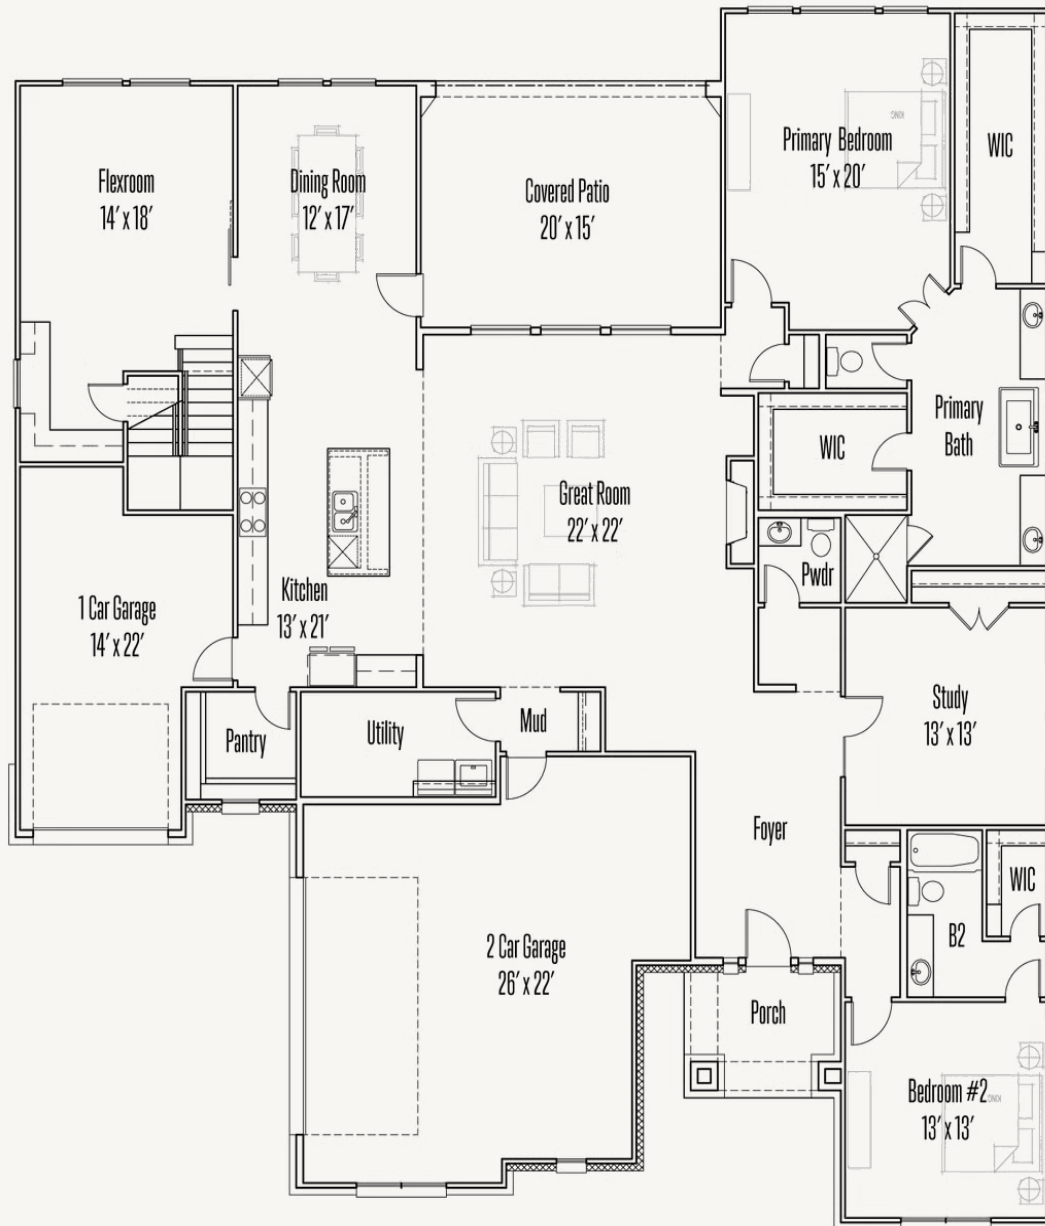 Primary Bedroom
15' x 20'
KING
WIC
Flexroom
14' x 18'
Dining Room
12' x 17'
Covered Patio
20' x 15'
Primary
Bath
WIC
Great Room
22' x 22'
Pwdr
Kitchen
13' x 21'
1 Car Garage
14' x 22'
Study
13' x 13'
Mud
Utility
Pantry
Foyer
WIC
B2
2 Car Garage
26' x 22'
Porch
Bedroom #2
13' x 13'
KING